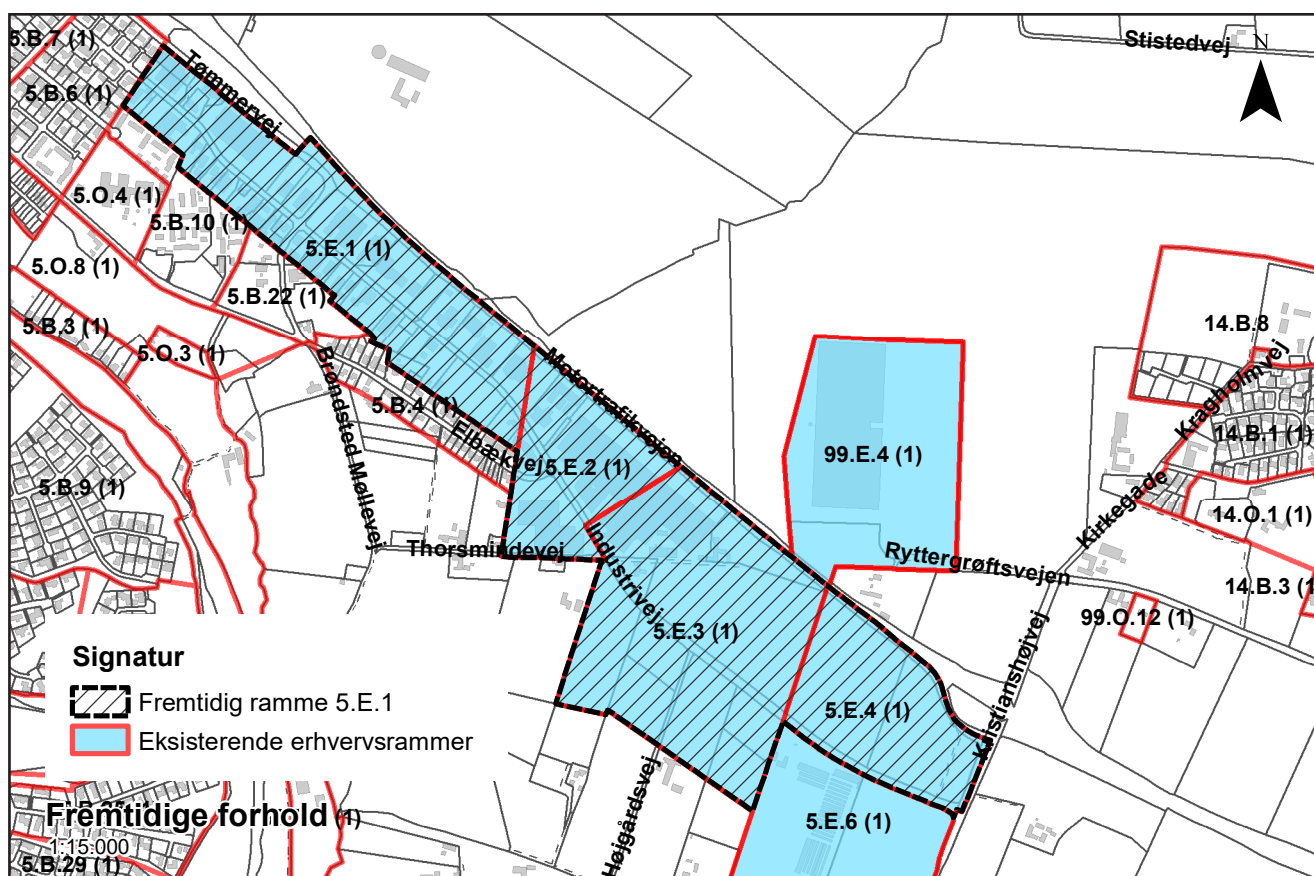 5.B.7 (1)
Stistedvej
N
Tømmervej
5.B.6 (1)
5.O.4 (1)
5.B.10 (1)
5.E.1 (1)
5.O.8 (1)
5.B.22 (1)
5.B.3 (1)
5.O.3 (1)
14.B.8
Motortrafikvejen
Brøndsted Møllevej
5.B.4 (1)
Elbækvej
Kragholmvej
14.B.1 (1)
99.E.4 (1)
5.E.2 (1)
5.B.9 (1)
Kirkegade
14.O.1 (1)
Thorsmindevej
Industrivej
Ryttergrøftsvejen
14.B.3 (1
99.O.12 (1)
5.E.3 (1)
Kristianshøjvej
Signatur
Fremtidig ramme 5.E.1
Eksisterende erhvervsrammer
5.E.4 (1)
Højgårdsvej
Fremtidige forhold
(1)
1:15.000
5.E.6 (1)
5.B.29 (1)